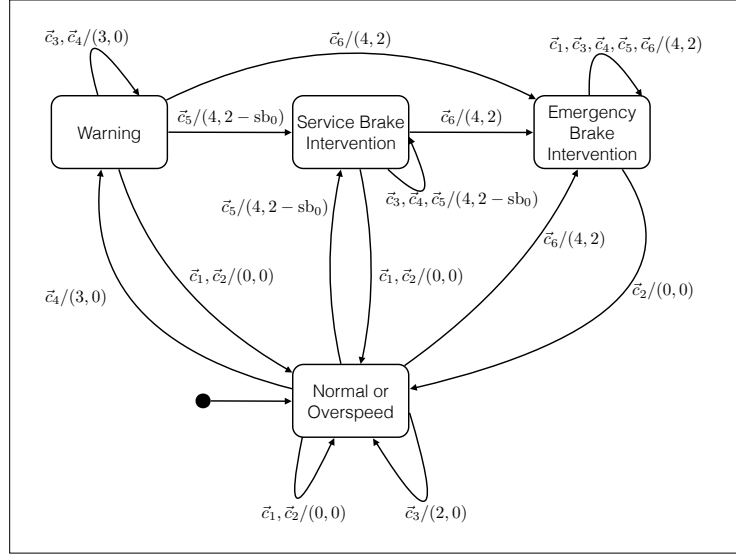 c⃗₃, c⃗₄/(3, 0)
c⃗₆/(4, 2)
c⃗₁, c⃗₃, c⃗₄, c⃗₅, c⃗₆/(4, 2)
Warning
c⃗₅/(4, 2 − sb₀)
Service Brake
Intervention
c⃗₆/(4, 2)
Emergency
Brake
Intervention
c⃗₃, c⃗₄, c⃗₅/(4, 2 − sb₀)
c⃗₅/(4, 2 − sb₀)
c⃗₆/(4, 2)
c⃗₁, c⃗₂/(0, 0)
c⃗₁, c⃗₂/(0, 0)
c⃗₄/(3, 0)
c⃗₂/(0, 0)
Normal or
Overspeed
c⃗₁, c⃗₂/(0, 0)
c⃗₃/(2, 0)